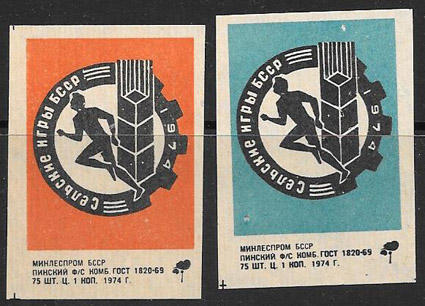 Сельские игры БССР
1974
МИНЛЕСПРОМ БССР
ПИНСКИЙ Ф/С КОМБ. ГОСТ 1820-69
75 ШТ. Ц. 1 КОП. 1974 Г.
Сельские игры БССР
1974
МИНЛЕСПРОМ БССР
ПИНСКИЙ Ф/С КОМБ. ГОСТ 1820-69
75 ШТ. Ц. 1 КОП. 1974 Г.